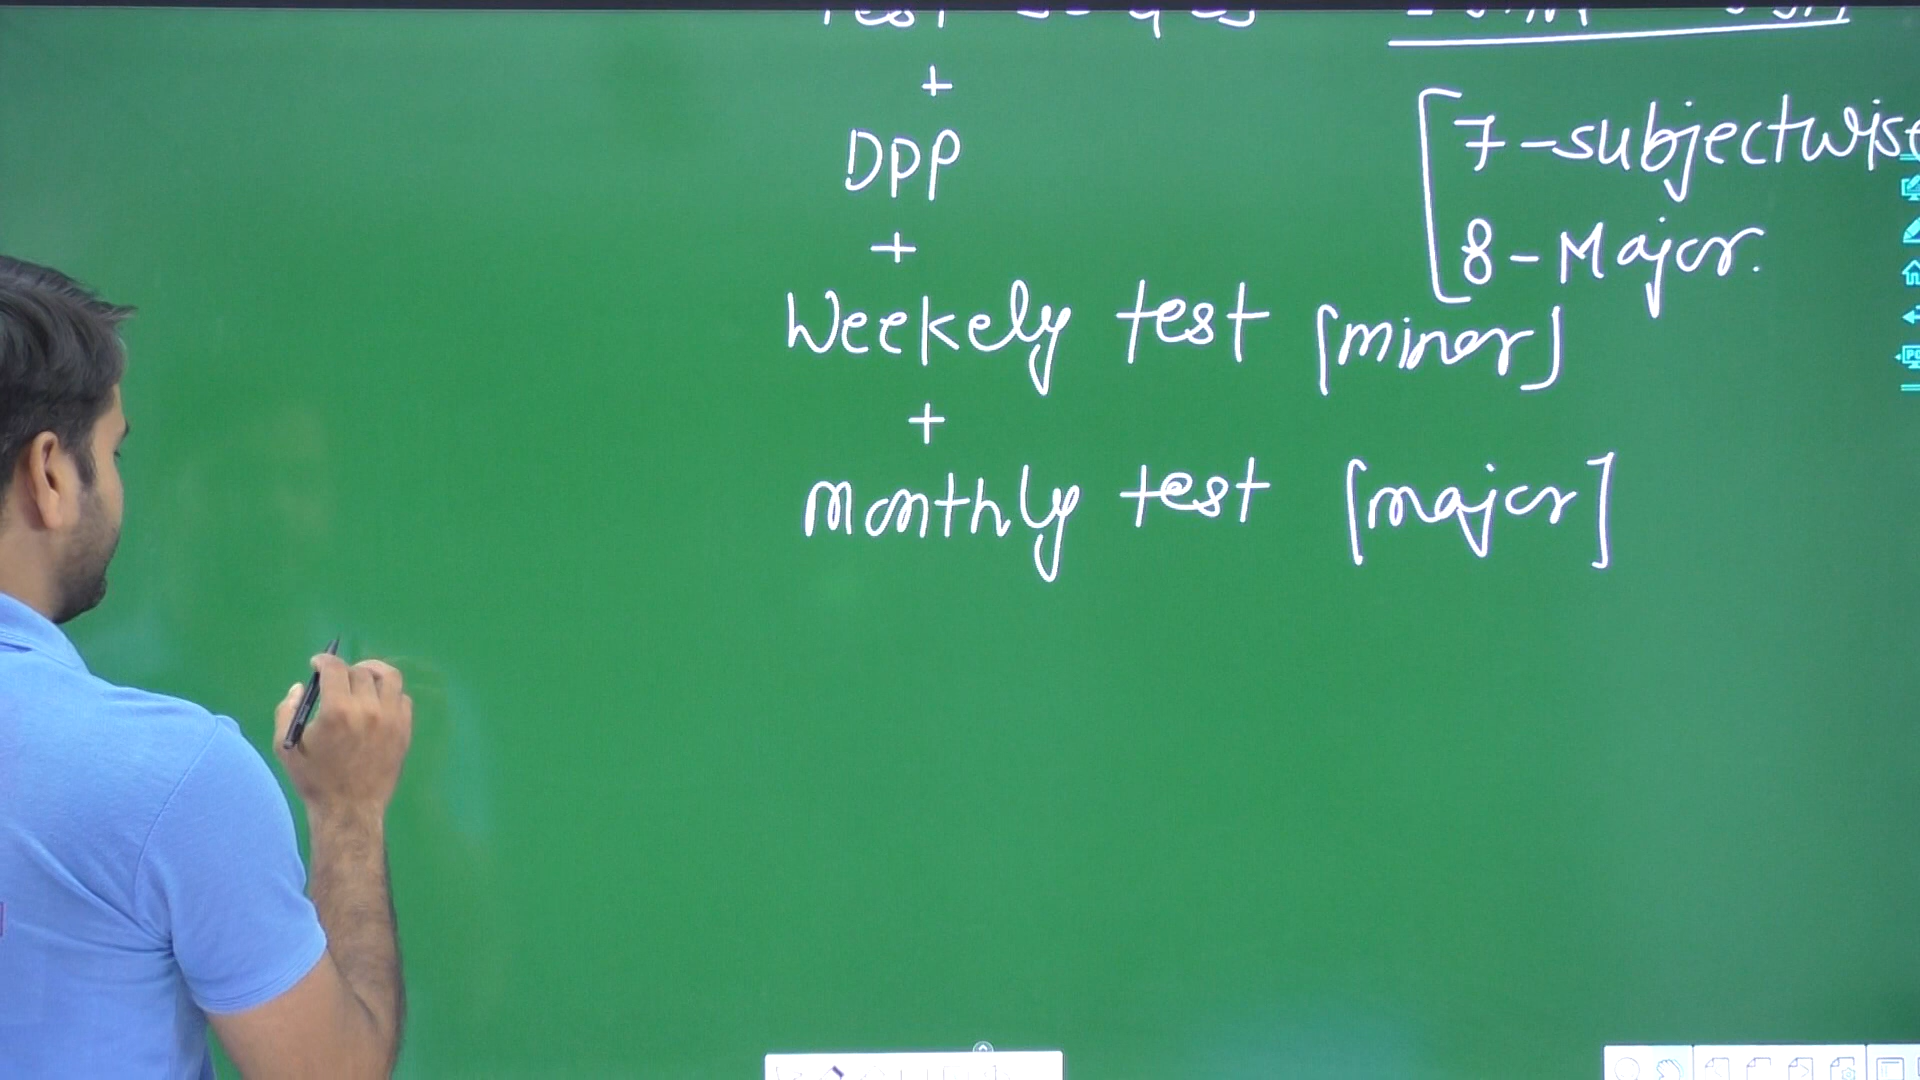 +
DPP
+
Weekely test [minor]
+
monthly test [major]
7-subjectwise
8-Major.